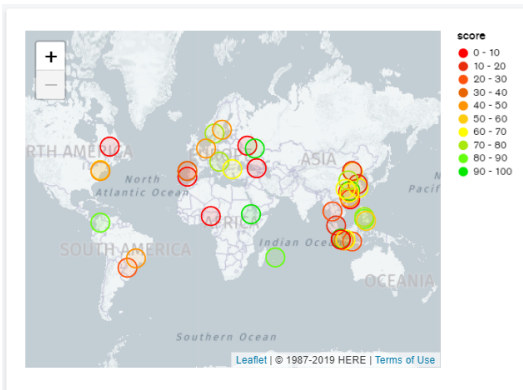 score
0 - 10
10 - 20
20 - 30
30 - 40
40 - 50
50 - 60
60 - 70
70 - 80
80 - 90
90 - 100
+
−
RTH AMERICA
ASIA
North
Atlantic Ocean
Pacif
AFRICA
Indian Ocea
SOUTH AMERICA
OCEANIA
Southern Ocean
Leaflet | © 1987-2019 HERE | Terms of Use